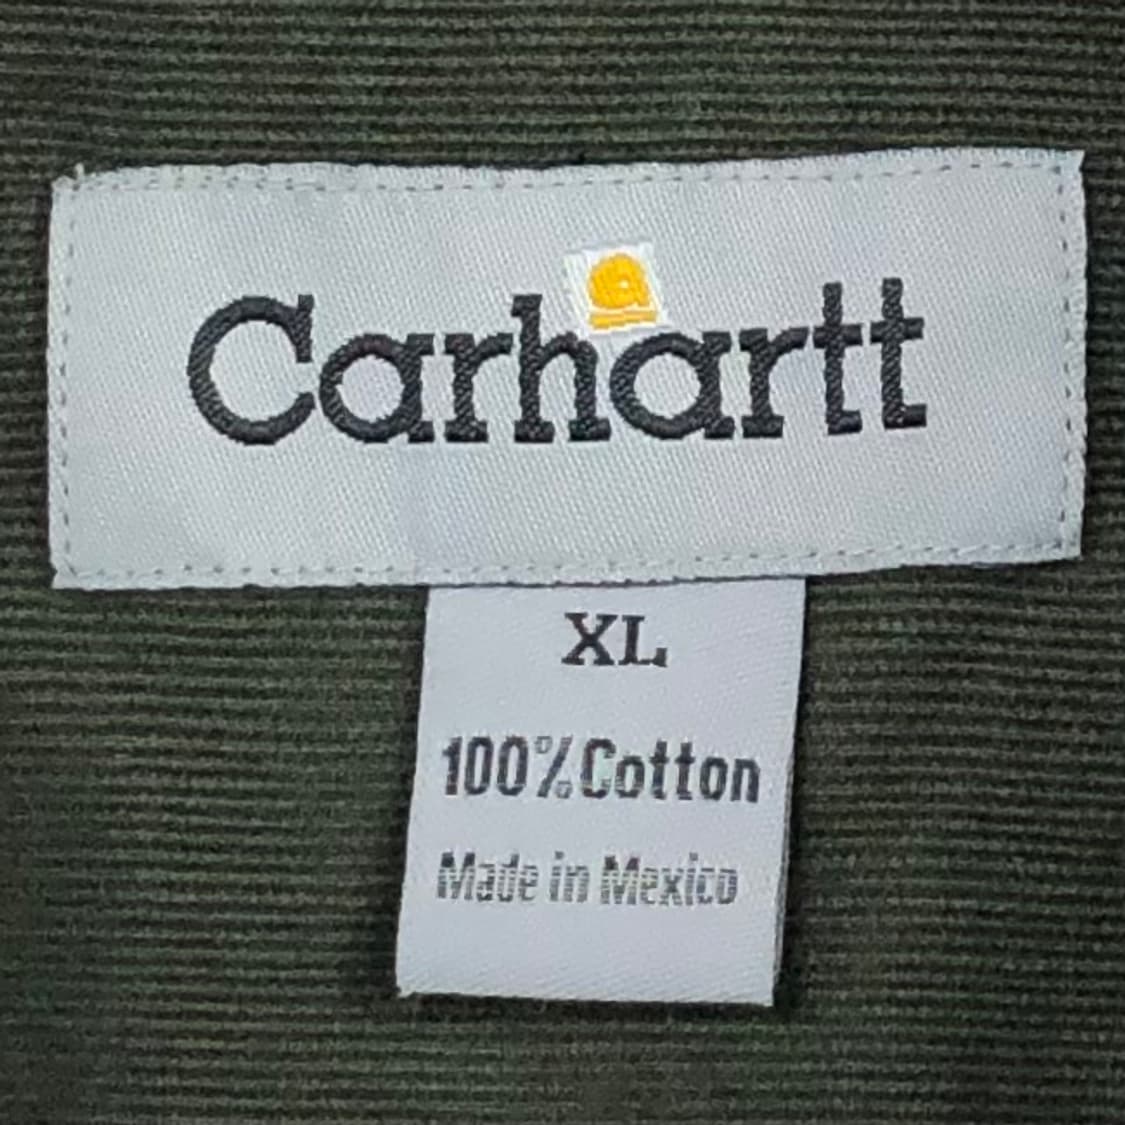 Carhartt
XL
100% Cotton
Made in Mexico